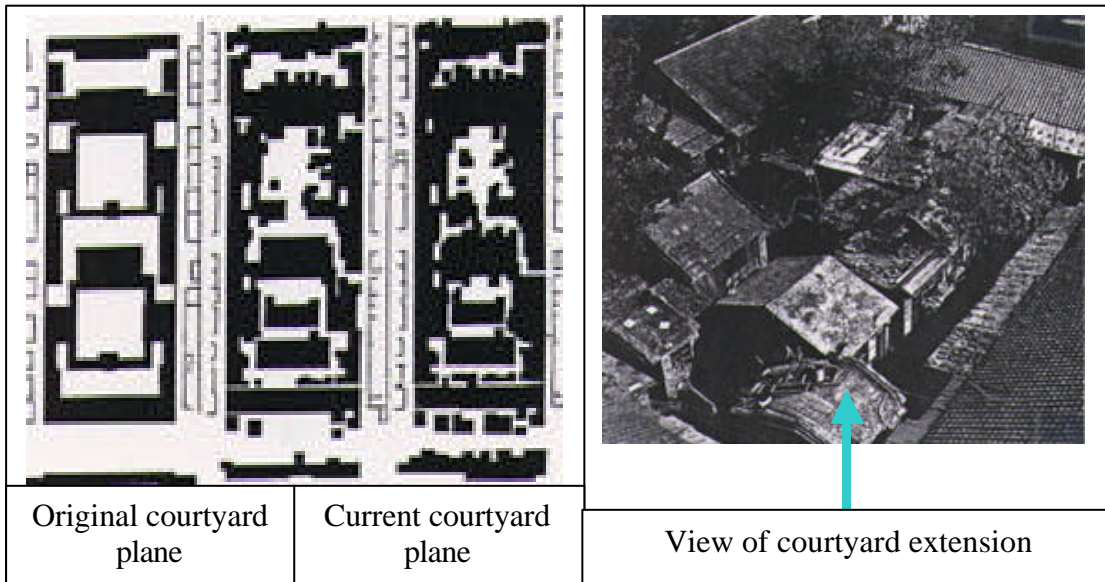 Original courtyard
plane
Current courtyard
plane
View of courtyard extension